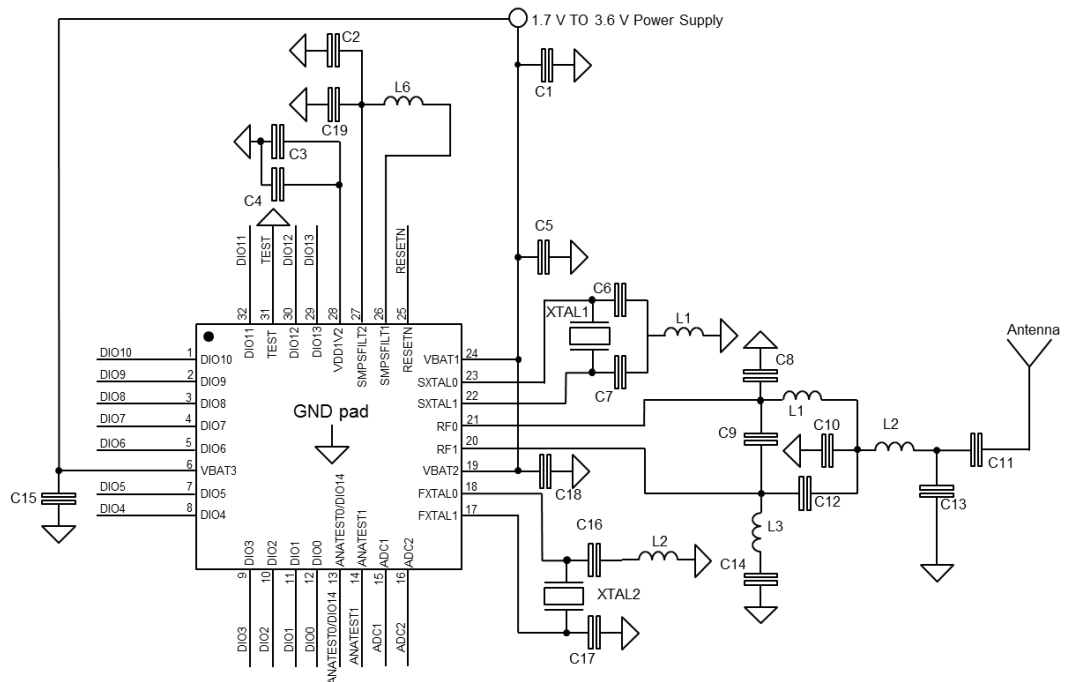 1.7 V TO 3.6 V Power Supply
C2
C1
L6
C19
C3
C4
C5
DIO11
TEST
DIO12
DIO13
RESETN
32
31
30
29
28
27
26
25
DIO11
TEST
DIO12
DIO13
VDD1V2
SMPSFILT2
SMPSFILT1
RESETN
C6
XTAL1
L1
C7
Antenna
DIO10
1
DIO10
VBAT1
24
DIO9
2
DIO9
SXTAL0
23
DIO8
3
DIO8
SXTAL1
22
DIO7
4
DIO7
RF0
21
DIO6
5
DIO6
RF1
20
6
VBAT3
VBAT2
19
DIO5
7
DIO5
FXTAL0
18
DIO4
8
DIO4
FXTAL1
17
GND pad
C8
L1
C9
C10
L2
C11
C12
C13
L3
C14
C15
C18
C16
L2
XTAL2
C17
DIO3
DIO2
DIO1
DIO0
ANATEST0/DIO14
ANATEST1
ADC1
ADC2
9
10
11
12
13
14
15
16
DIO3
DIO2
DIO1
DIO0
ANATEST0/DIO14
ANATEST1
ADC1
ADC2